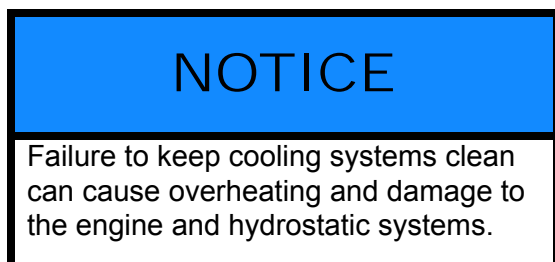 NOTICE
Failure to keep cooling systems clean
can cause overheating and damage to
the engine and hydrostatic systems.